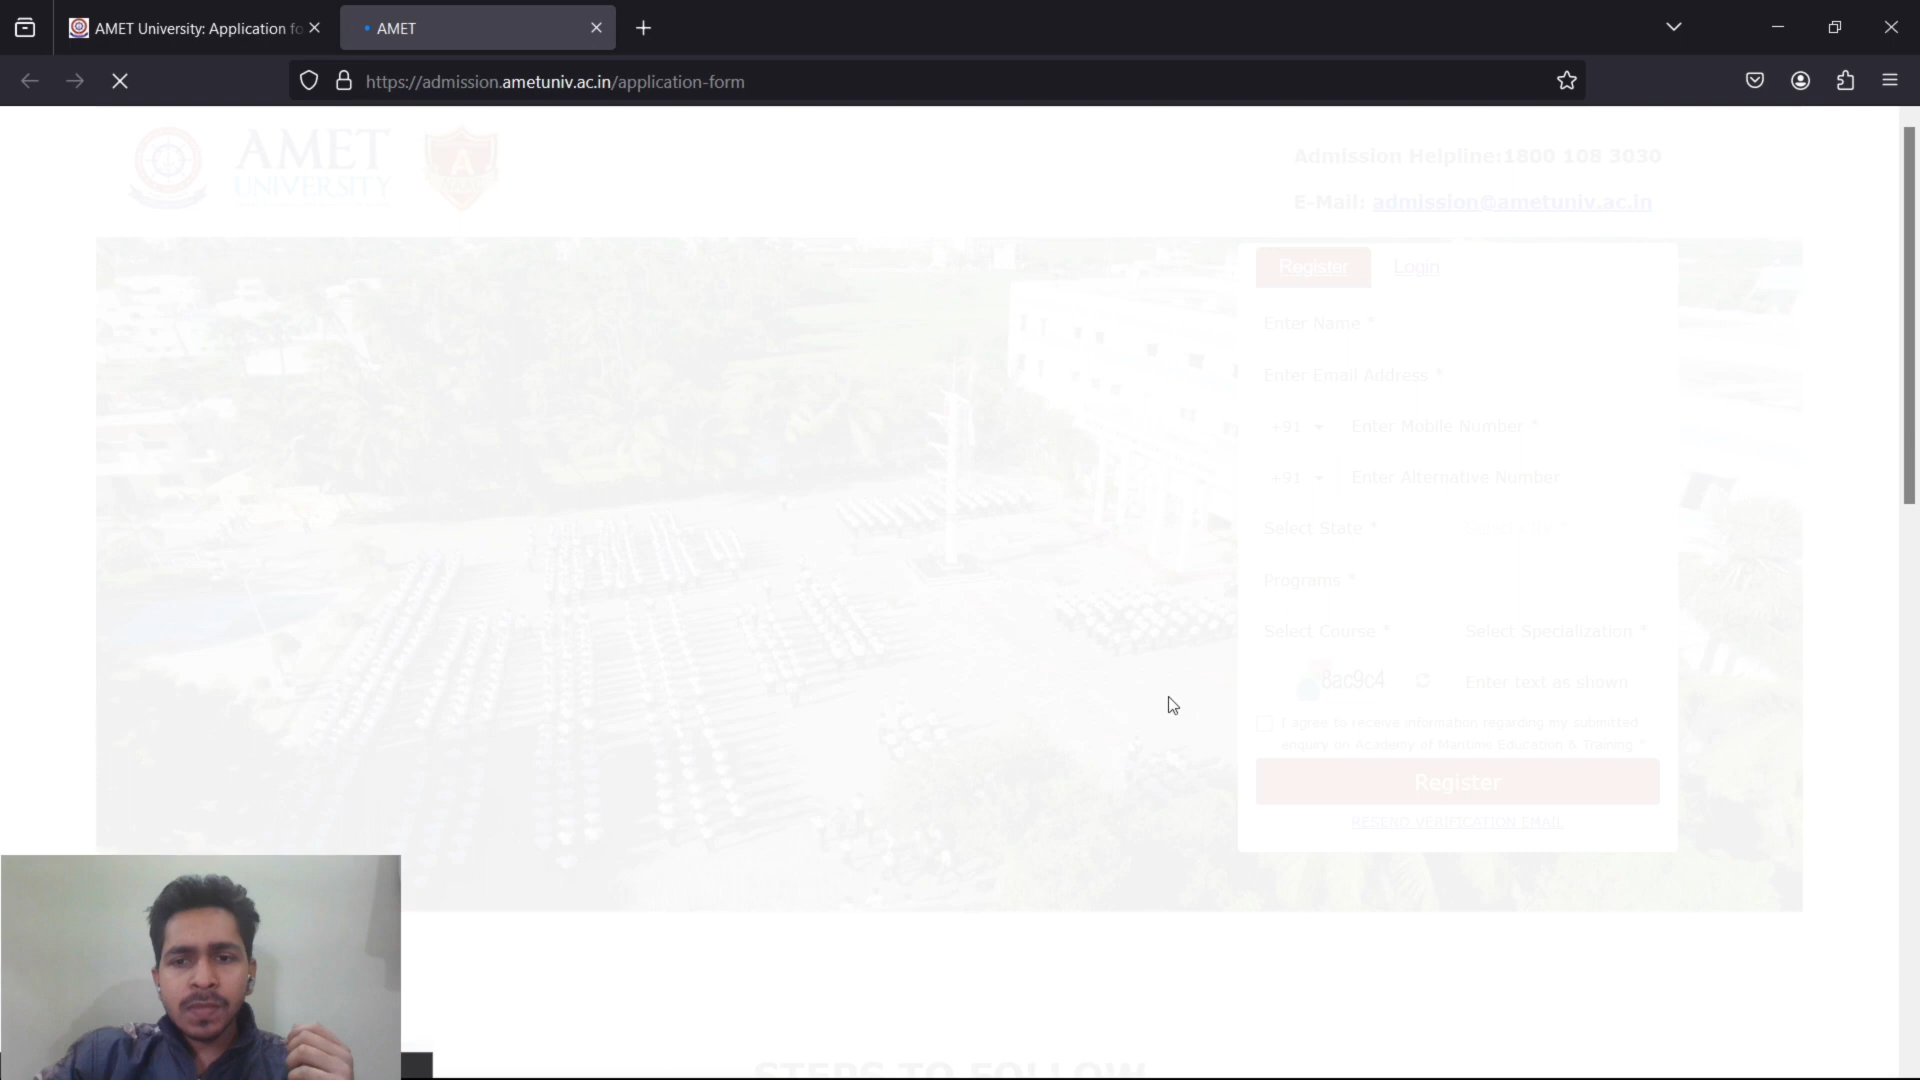 AMET University: Application fo
AMET
https://admission.ametuniv.ac.in/application-form
AMET
UNIVERSITY
A
Admission Helpline:1800 108 3030
E-Mail: admission@ametuniv.ac.in
Register
Login
Enter Name *
Enter Email Address *
+91
Enter Mobile Number *
+91
Enter Alternative Number
Select State *
Programs *
Select Course *
Select Specialization *
8ac9c4
Enter text as shown
I agree to receive information regarding my submitted
enquiry on Academy of Maritime Education & Training *
Register
RESEND VERIFICATION EMAIL
STEPS TO FOLLOW